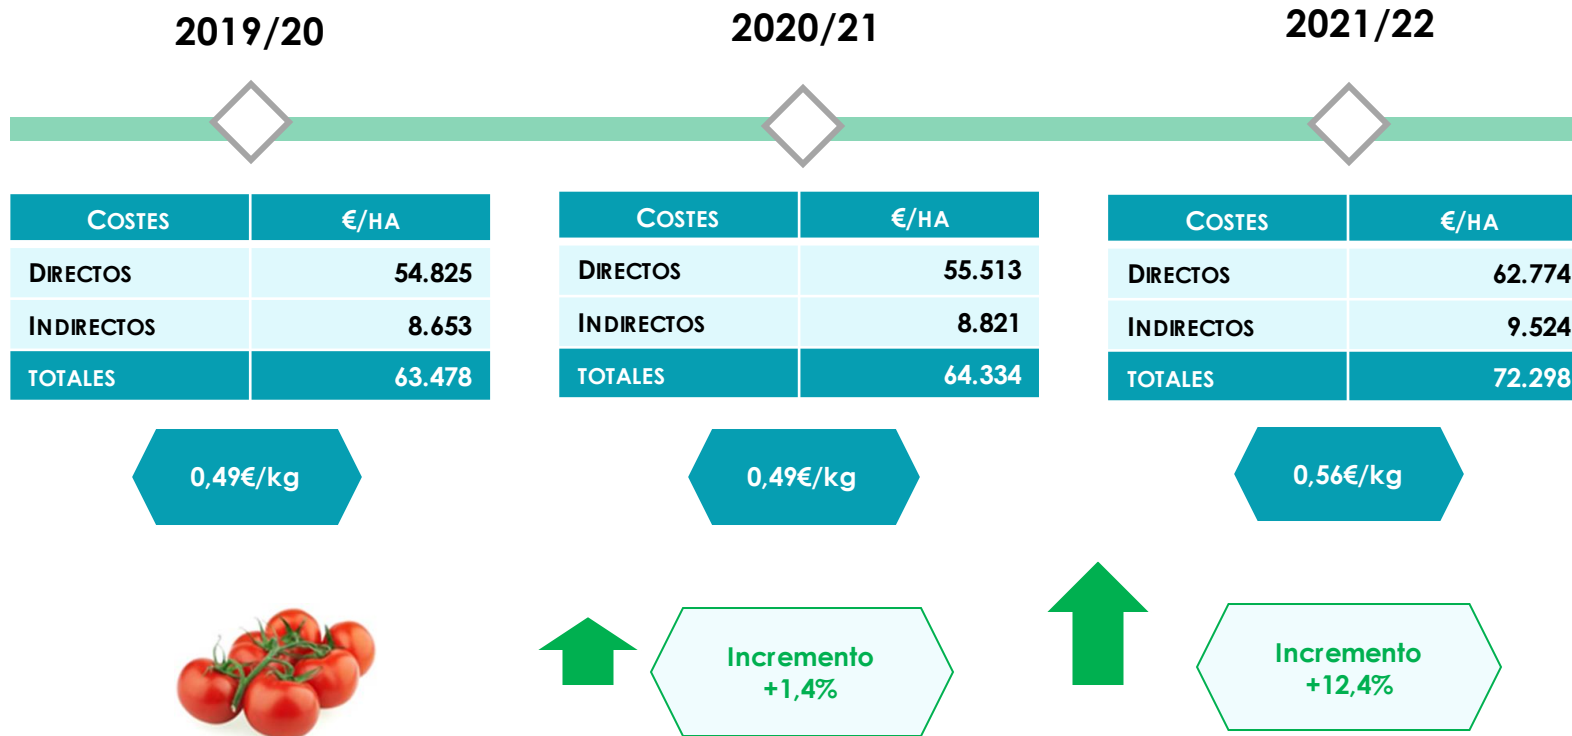 2019/20
2020/21
2021/22
COSTES €/HA
DIRECTOS 54.825
INDIRECTOS 8.653
TOTALES 63.478
COSTES €/HA
DIRECTOS 55.513
INDIRECTOS 8.821
TOTALES 64.334
COSTES €/HA
DIRECTOS 62.774
INDIRECTOS 9.524
TOTALES 72.298
0,49€/kg
0,49€/kg
0,56€/kg
Incremento
+1,4%
Incremento
+12,4%